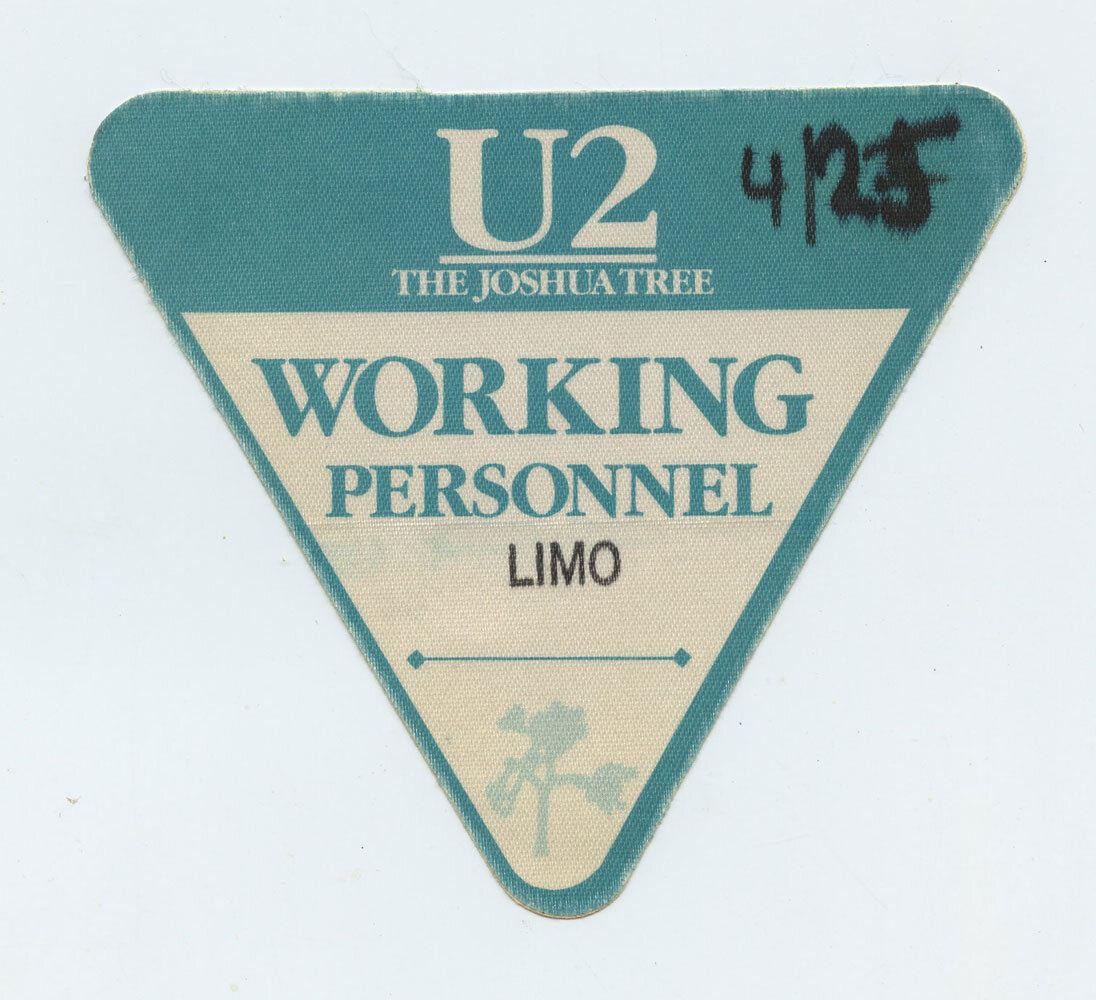 U2
4/25
THE JOSHUA TREE
WORKING
PERSONNEL
LIMO